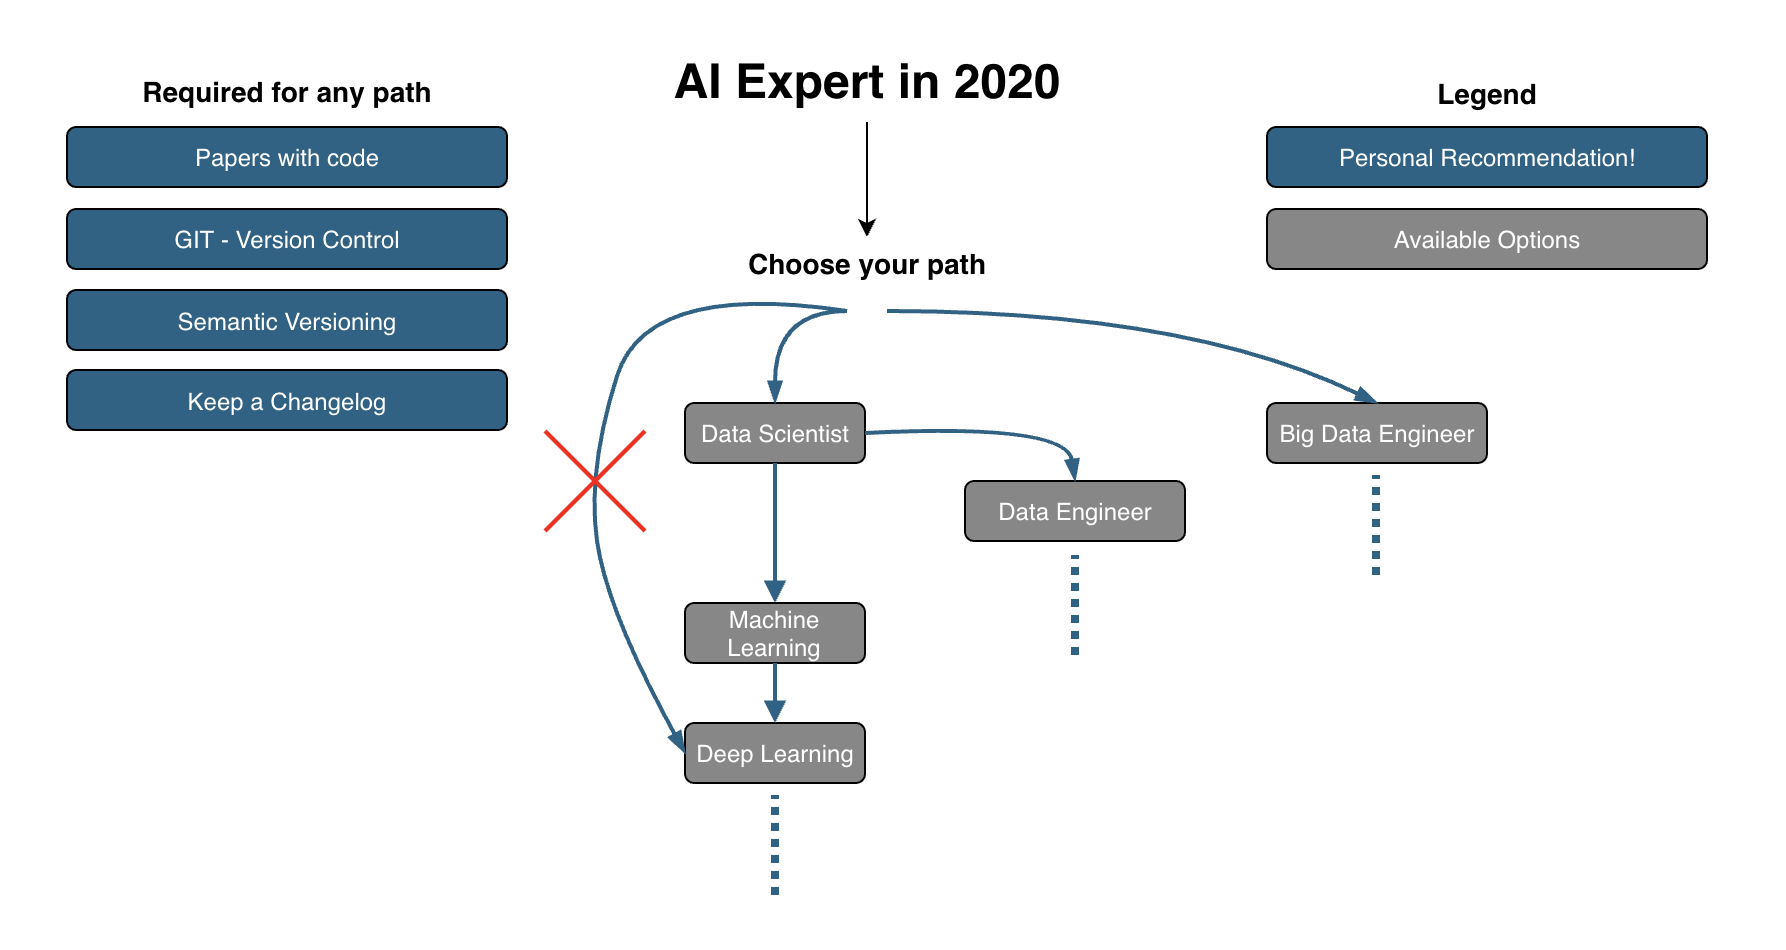 AI Expert in 2020
Required for any path
Papers with code
GIT - Version Control
Semantic Versioning
Keep a Changelog
Legend
Personal Recommendation!
Available Options
Choose your path
Data Scientist
Big Data Engineer
Data Engineer
Machine
Learning
Deep Learning